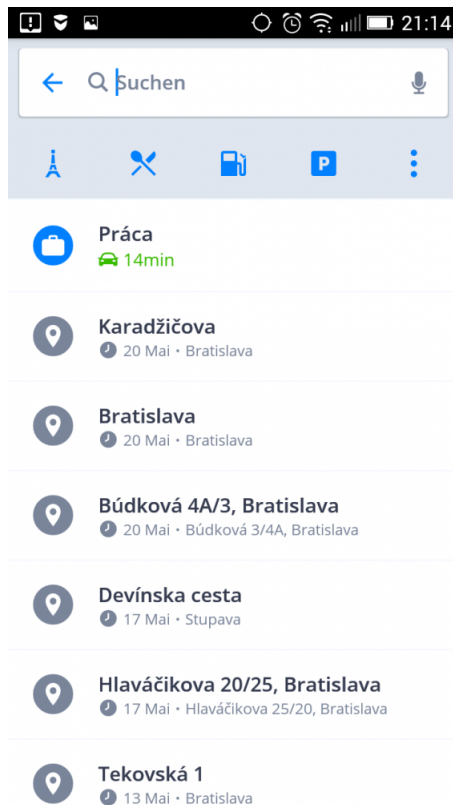 21:14
Suchen
P
Práca
14min
Karadžičova
20 Mai • Bratislava
Bratislava
20 Mai • Bratislava
Búdková 4A/3, Bratislava
20 Mai • Búdková 3/4A, Bratislava
Devínska cesta
17 Mai • Stupava
Hlaváčikova 20/25, Bratislava
17 Mai • Hlaváčikova 25/20, Bratislava
Tekovská 1
13 Mai • Bratislava